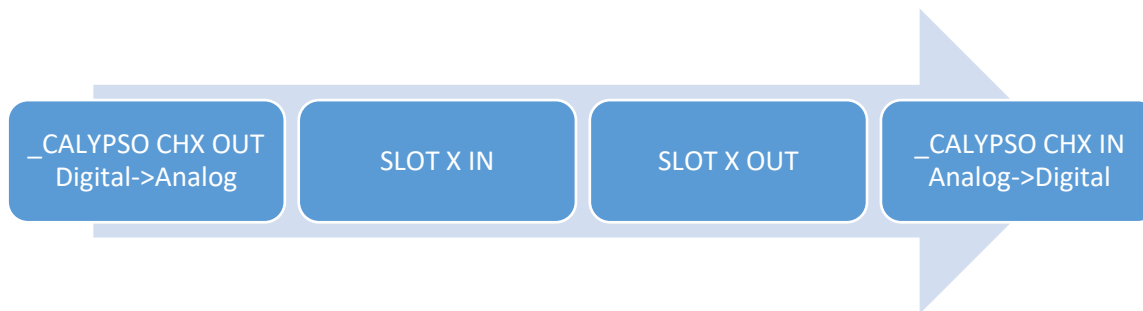 _CALYPSO CHX OUT
Digital->Analog
SLOT X IN
SLOT X OUT
_CALYPSO CHX IN
Analog->Digital